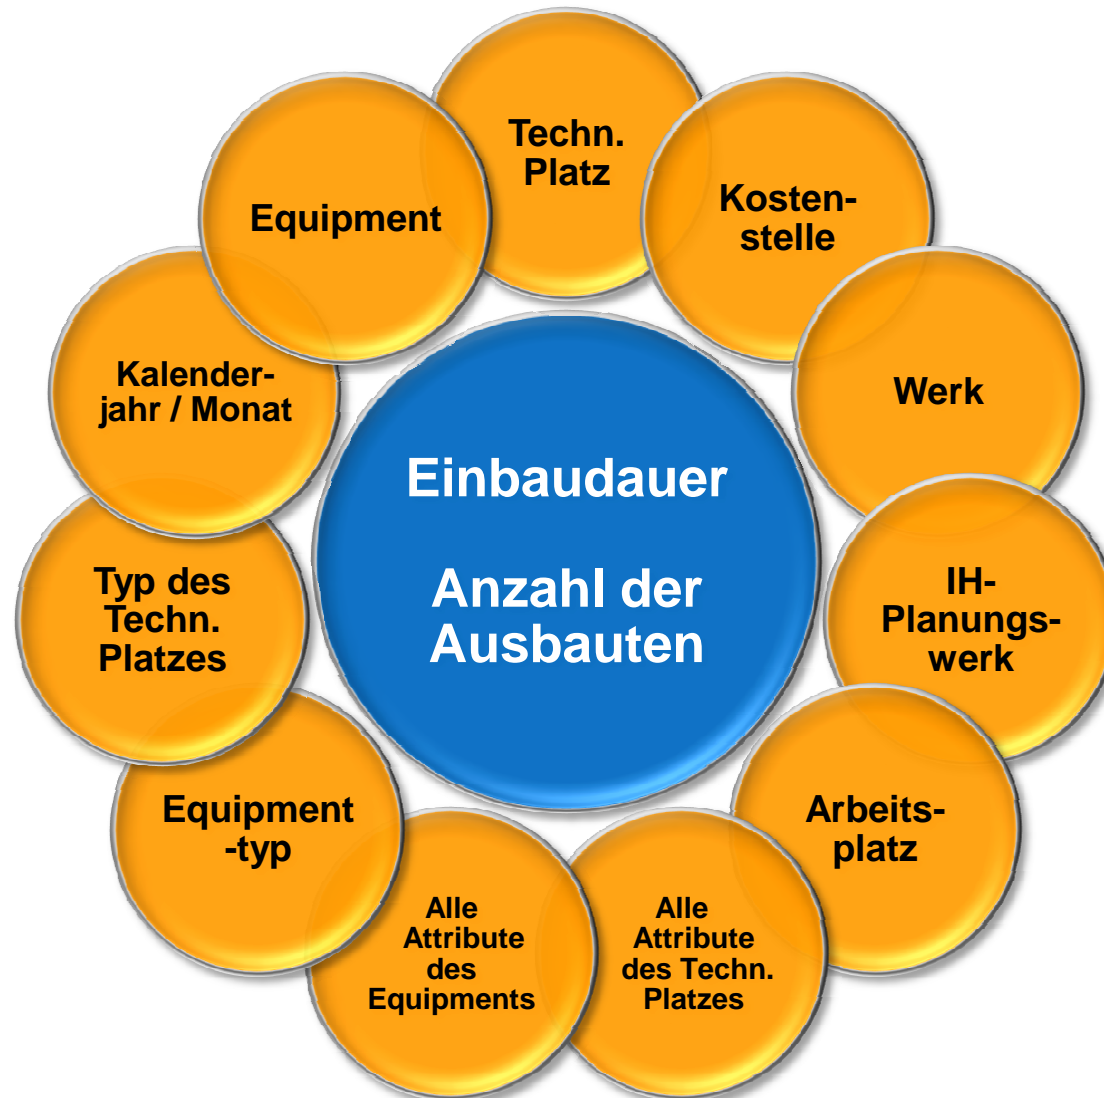 Techn.
Platz
Kosten-
stelle
Werk
IH-
Planungs-
werk
Arbeits-
platz
Alle
Attribute
des Techn.
Platzes
Alle
Attribute
des
Equipments
Equipment
-typ
Typ des
Techn.
Platzes
Kalender-
jahr / Monat
Equipment
Einbaudauer
Anzahl der
Ausbauten